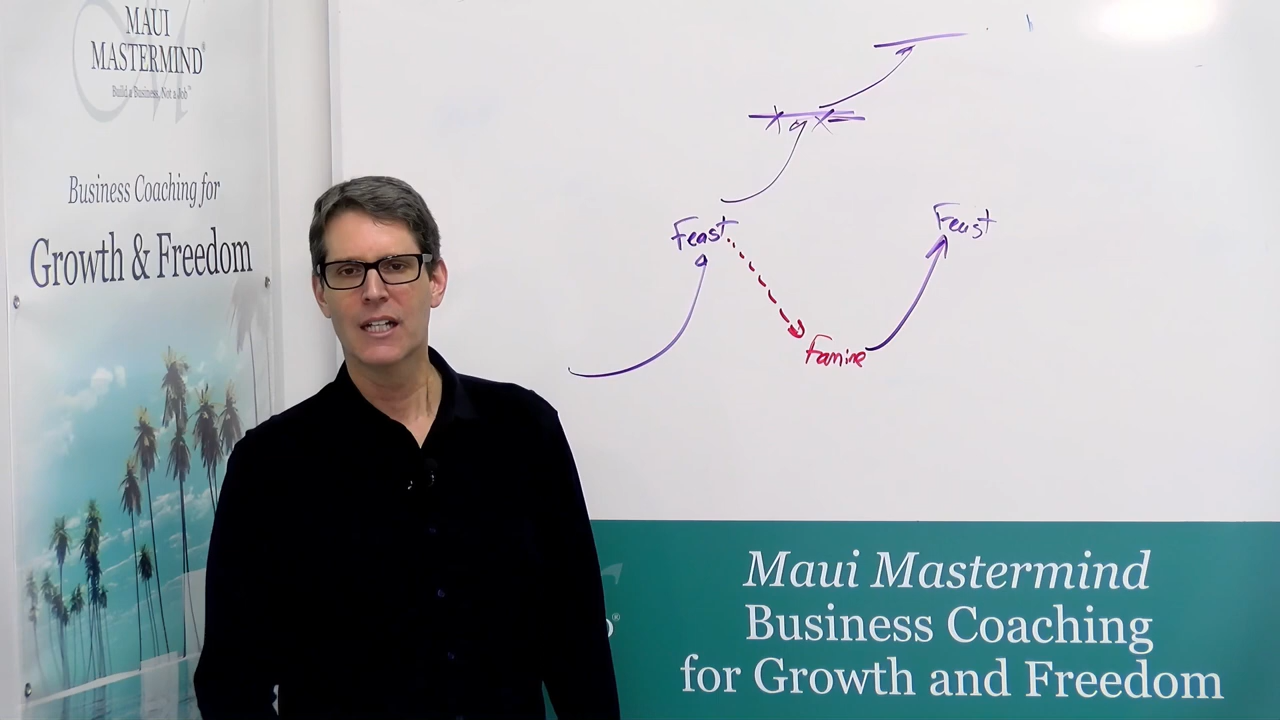 MAUI
MASTERMIND®
Build a Business, Not a Job™
Business Coaching for
Growth & Freedom
Feast
Feast
Famine
Maui Mastermind
Business Coaching
for Growth and Freedom